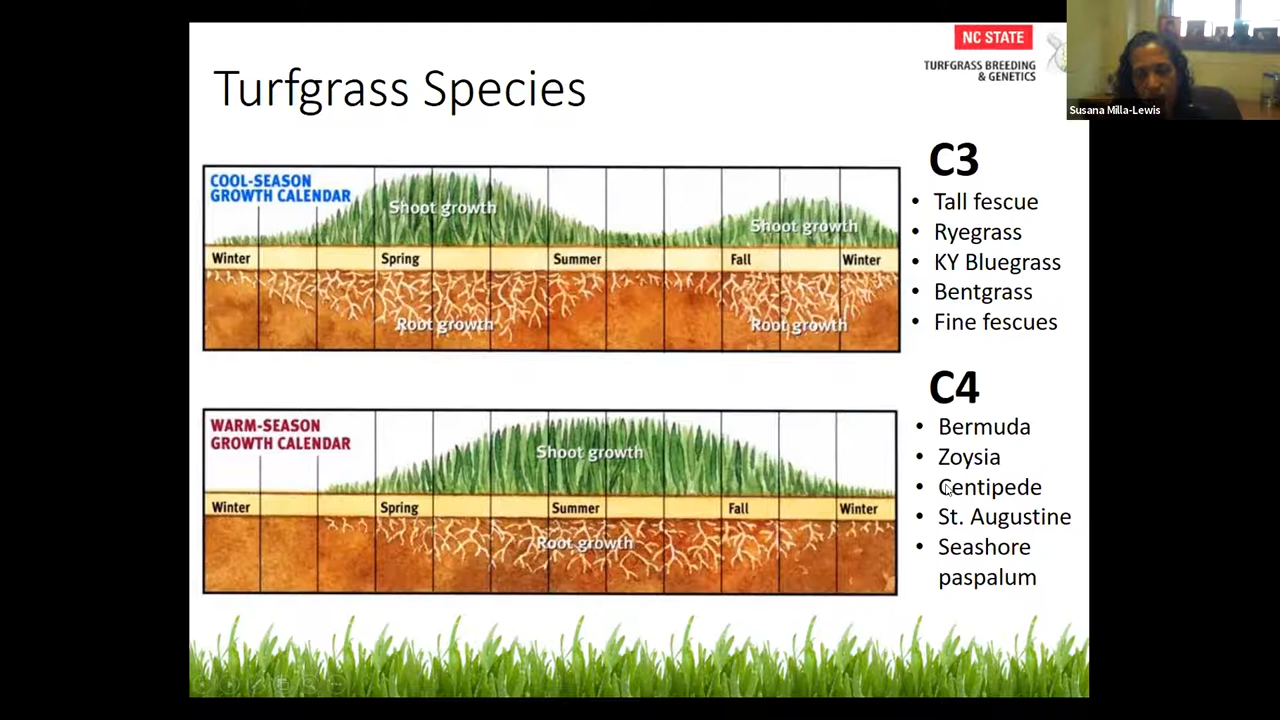 NC STATE
TURFGRASS BREEDING
& GENETICS
Susana Milla-Lewis
Turfgrass Species
COOL-SEASON
GROWTH CALENDAR
Shoot growth
Shoot growth
Winter
Spring
Summer
Fall
Winter
Root growth
Root growth
C3
• Tall fescue
• Ryegrass
• KY Bluegrass
• Bentgrass
• Fine fescues
WARM-SEASON
GROWTH CALENDAR
Shoot growth
Winter
Spring
Summer
Fall
Winter
Root growth
C4
• Bermuda
• Zoysia
• Centipede
• St. Augustine
• Seashore
paspalum